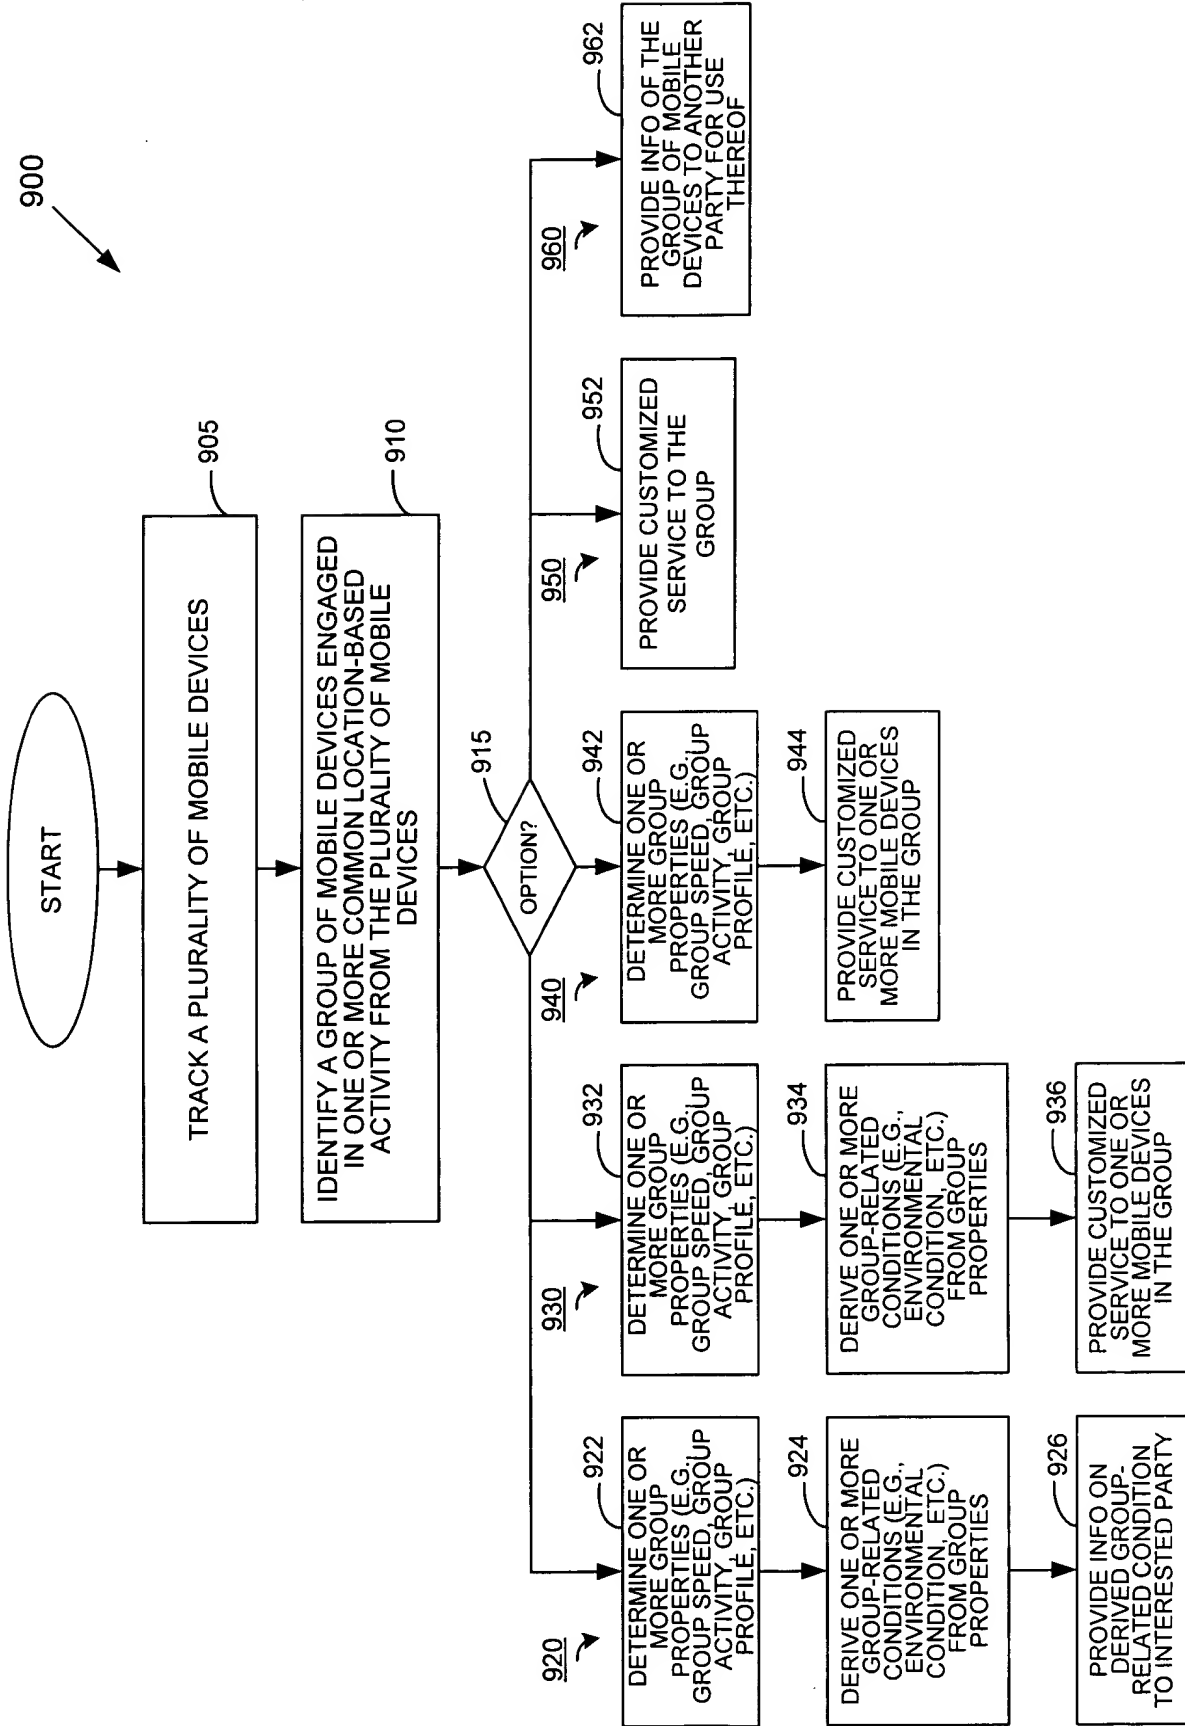 900
START
TRACK A PLURALITY OF MOBILE DEVICES
905
IDENTIFY A GROUP OF MOBILE DEVICES ENGAGED
IN ONE OR MORE COMMON LOCATION-BASED
ACTIVITY FROM THE PLURALITY OF MOBILE
DEVICES
910
OPTION?
915
920
DETERMINE ONE OR
MORE GROUP
PROPERTIES (E.G.
GROUP SPEED, GROUP
ACTIVITY, GROUP
PROFILE, ETC.)
922
DERIVE ONE OR MORE
GROUP-RELATED
CONDITIONS (E.G.,
ENVIRONMENTAL
CONDITION, ETC.)
FROM GROUP
PROPERTIES
924
PROVIDE INFO ON
DERIVED GROUP-
RELATED CONDITION
TO INTERESTED PARTY
926
930
DETERMINE ONE OR
MORE GROUP
PROPERTIES (E.G.
GROUP SPEED, GROUP
ACTIVITY, GROUP
PROFILE, ETC.)
932
DERIVE ONE OR MORE
GROUP-RELATED
CONDITIONS (E.G.,
ENVIRONMENTAL
CONDITION, ETC.)
FROM GROUP
PROPERTIES
934
PROVIDE CUSTOMIZED
SERVICE TO ONE OR
MORE MOBILE DEVICES
IN THE GROUP
936
940
DETERMINE ONE OR
MORE GROUP
PROPERTIES (E.G.,
GROUP SPEED, GROUP
ACTIVITY, GROUP
PROFILE, ETC.)
942
PROVIDE CUSTOMIZED
SERVICE TO ONE OR
MORE MOBILE DEVICES
IN THE GROUP
944
950
PROVIDE CUSTOMIZED
SERVICE TO THE
GROUP
952
960
PROVIDE INFO OF THE
GROUP OF MOBILE
DEVICES TO ANOTHER
PARTY FOR USE
THEREOF
962